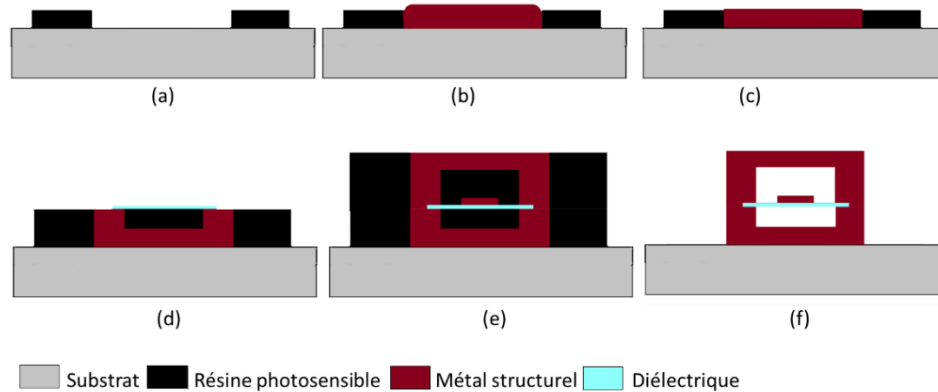 (a)
(b)
(c)
(d)
(e)
(f)
Substrat Résine photosensible Métal structurel Diélectrique